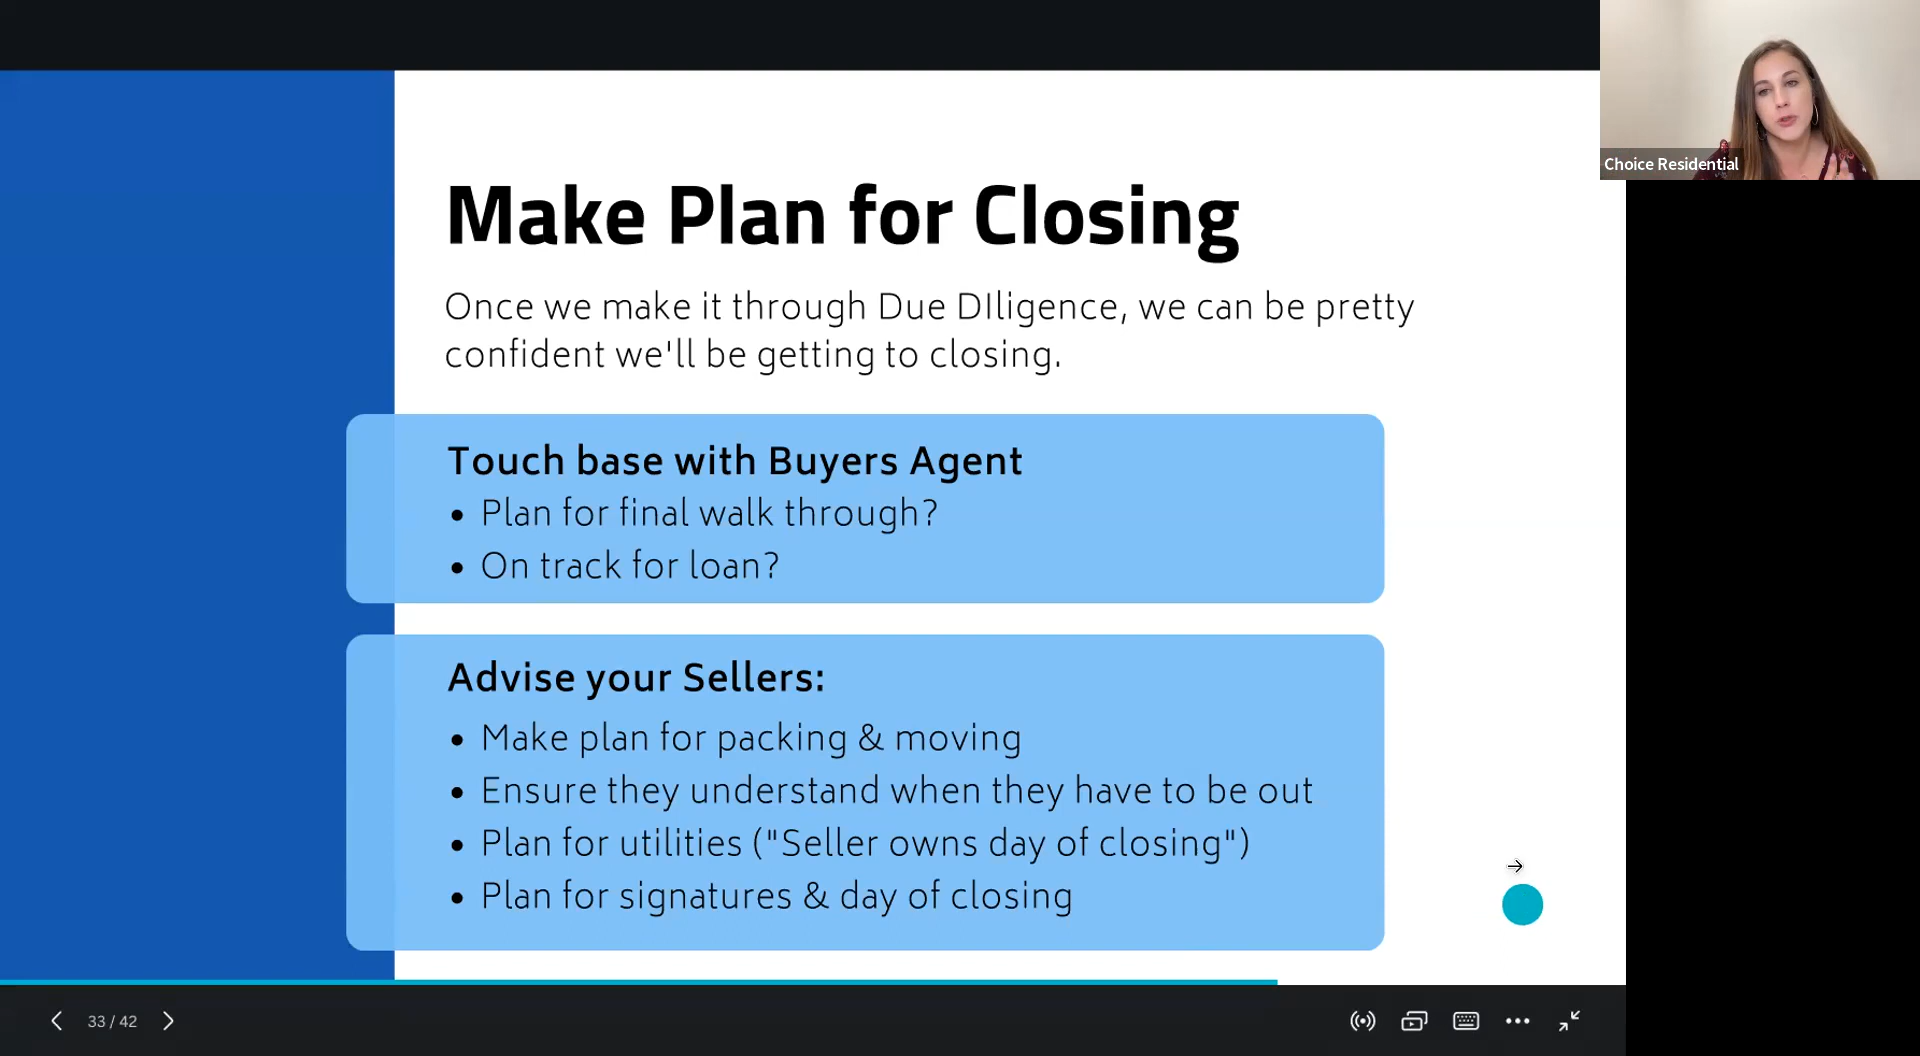 Choice Residential
Make Plan for Closing
Once we make it through Due DIligence, we can be pretty
confident we'll be getting to closing.
Touch base with Buyers Agent
• Plan for final walk through?
• On track for loan?
Advise your Sellers:
• Make plan for packing & moving
• Ensure they understand when they have to be out
• Plan for utilities ("Seller owns day of closing")
• Plan for signatures & day of closing
33 / 42